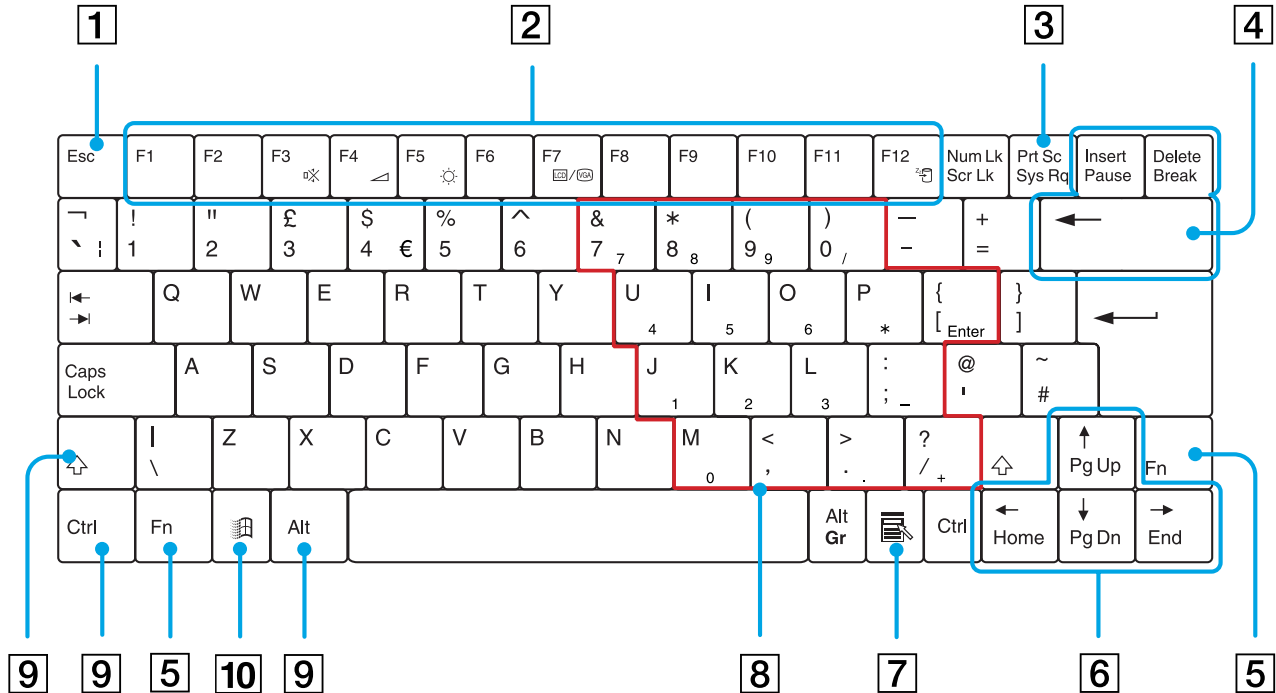 1 2 3 4
Esc F1 F2 F3 F4 F5 F6 F7 LCD/VGA F8 F9 F10 F11 F12 Zz Num Lk Scr Lk Prt Sc Sys Rq Insert Pause Delete Break
¬ ` ¦ ! 1 " 2 £ 3 $ 4 € % 5 ^ 6 & 7 7 * 8 8 ( 9 9 ) 0 / — - + =
Q W E R T Y U 4 I 5 O 6 P * { [ Enter } ]
Caps Lock A S D F G H J 1 K 2 L 3 : ; _ @ ' ~ #
| \ Z X C V B N M 0 < , > . . ? / + ↑ Pg Up Fn
Ctrl Fn Alt Alt Gr Ctrl ← Home ↓ Pg Dn → End
9 9 5 10 9 8 7 6 5